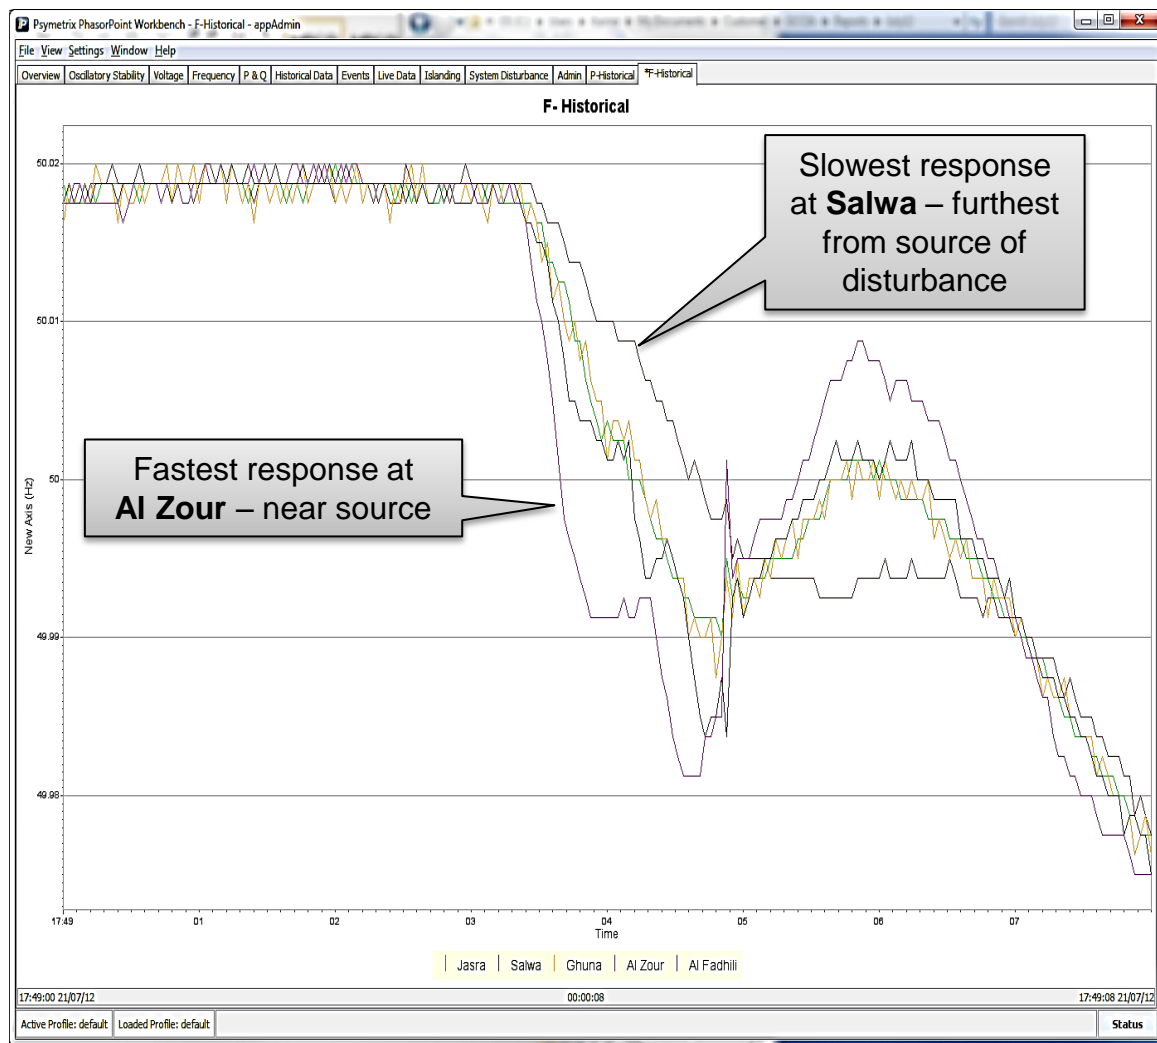 Psymetrix PhasorPoint Workbench - F-Historical - appAdmin
File View Settings Window Help
Overview Oscillatory Stability Voltage Frequency P & Q Historical Data Events Live Data Islanding System Disturbance Admin P-Historical *F-Historical
F- Historical
Slowest response
at Salwa – furthest
from source of
disturbance
Fastest response at
Al Zour – near source
New Axis (Hz)
50.02
50.01
50
49.99
49.98
17:49 01 02 03 04 05 06 07
Time
Jasra Salwa Ghuna Al Zour Al Fadhili
17:49:00 21/07/12 00:00:08 17:49:08 21/07/12
Active Profile: default Loaded Profile: default Status